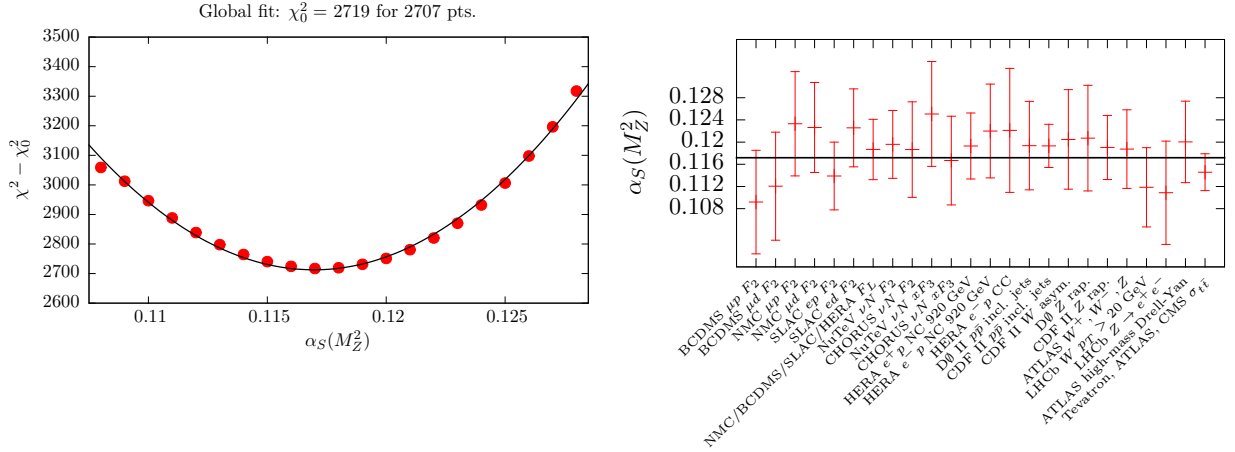 Global fit: χ₀² = 2719 at 2707 pts.
3500
3400
3300
3200
3100
3000
2900
2800
2700
2600
χ² − χ₀²
0.11
0.115
0.12
0.125
α_S(M_Z²)
0.128
0.124
0.12
0.116
0.112
0.108
α_S(M_Z²)
BCDMS μp F₂
BCDMS μd F₂
NMC μp F₂
NMC μd F₂
SLAC ep F₂
SLAC ed F₂
NMC/BCDMS/SLAC/HERA F_L
NuTeV νN F₂
CHORUS νN F₂
NuTeV νN xF₃
CHORUS νN xF₃
HERA e⁺p NC 920 GeV
HERA e⁻p NC 920 GeV
HERA e⁻p CC
DØ II pp̄ incl. jets
CDF II pp̄ incl. jets
CDF II W asym.
DØ Z rap.
CDF II Z rap.
ATLAS W⁺, W⁻, Z
LHCb W p_T > 20 GeV
LHCb Z → e⁺e⁻
ATLAS high-mass Drell-Yan
Tevatron, ATLAS, CMS σ_tt̄